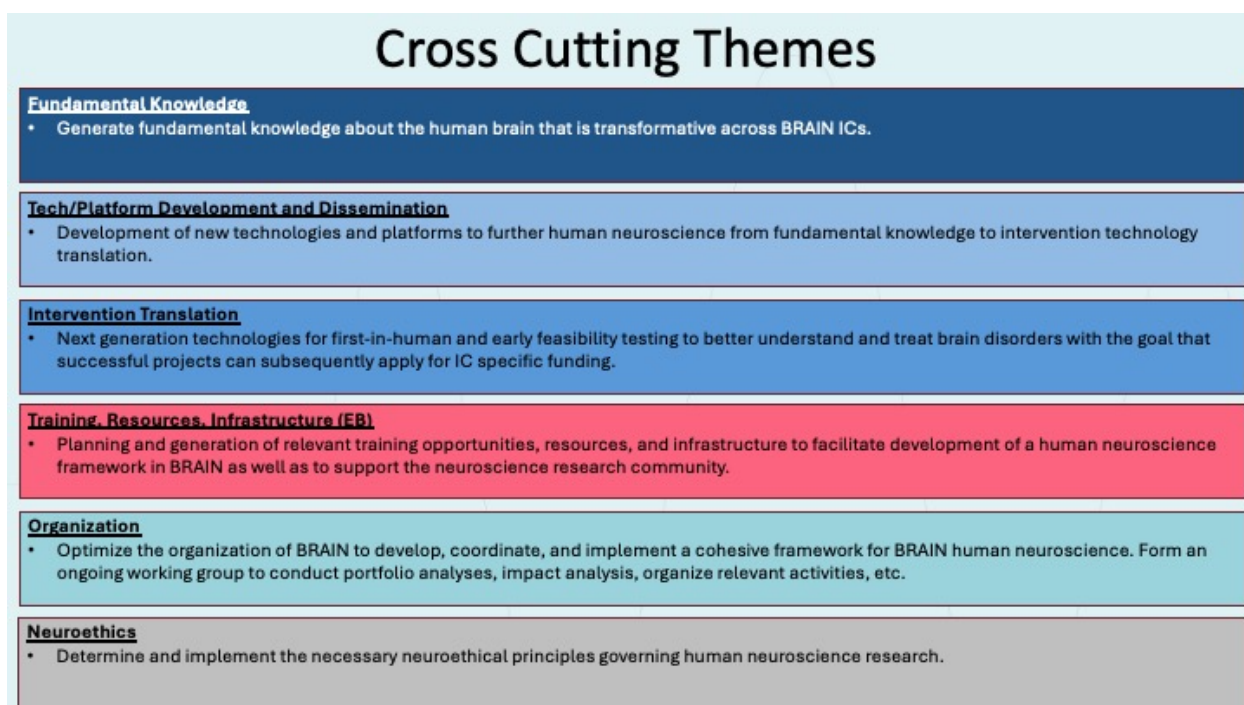 Cross Cutting Themes
Fundamental Knowledge
• Generate fundamental knowledge about the human brain that is transformative across BRAIN ICs.
Tech/Platform Development and Dissemination
• Development of new technologies and platforms to further human neuroscience from fundamental knowledge to intervention technology
translation.
Intervention Translation
• Next generation technologies for first-in-human and early feasibility testing to better understand and treat brain disorders with the goal that
successful projects can subsequently apply for IC specific funding.
Training, Resources, Infrastructure (EB)
• Planning and generation of relevant training opportunities, resources, and infrastructure to facilitate development of a human neuroscience
framework in BRAIN as well as to support the neuroscience research community.
Organization
• Optimize the organization of BRAIN to develop, coordinate, and implement a cohesive framework for BRAIN human neuroscience. Form an
ongoing working group to conduct portfolio analyses, impact analysis, organize relevant activities, etc.
Neuroethics
• Determine and implement the necessary neuroethical principles governing human neuroscience research.